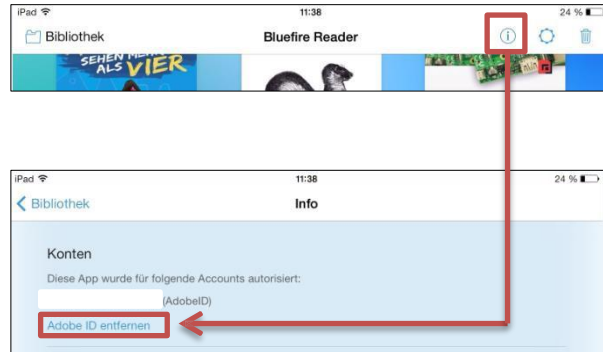 iPad 11:38 24 %
Bibliothek Bluefire Reader
SEHEN MEHR
ALS VIER
iPad 11:38 24 %
Bibliothek Info
Konten
Diese App wurde für folgende Accounts autorisiert:
(AdobeID)
Adobe ID entfernen